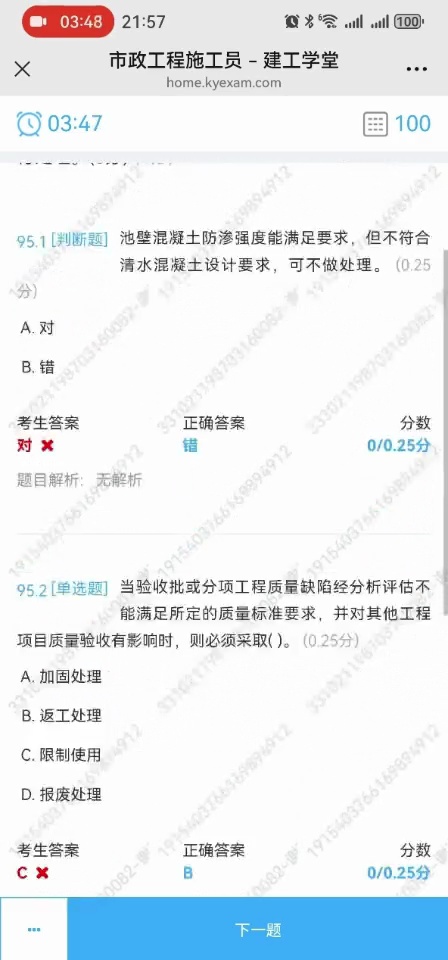 03:48 21:57 100
市政工程施工员 – 建工学堂
home.kyexam.com
03:47 100
95.1 [判断题] 池壁混凝土防渗强度能满足要求，但不符合
清水混凝土设计要求，可不做处理。(0.25
分)
A. 对
B. 错
考生答案 正确答案 分数
对 ✖ 错 0/0.25分
题目解析: 无解析
95.2 [单选题] 当验收批或分项工程质量缺陷经分析评估不
能满足所定的质量标准要求，并对其他工程
项目质量验收有影响时，则必须采取( )。(0.25分)
A. 加固处理
B. 返工处理
C. 限制使用
D. 报废处理
考生答案 正确答案 分数
C ✖ B 0/0.25分
下一题